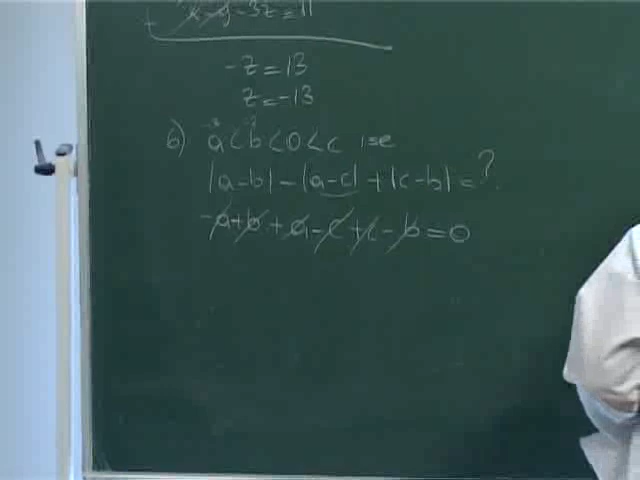 -3z=11
-z=13
z=-13
6) a<b<0<c ise
|a-b|-|a-c|+|c-b|=?
-a+b+a-c+c-b=0